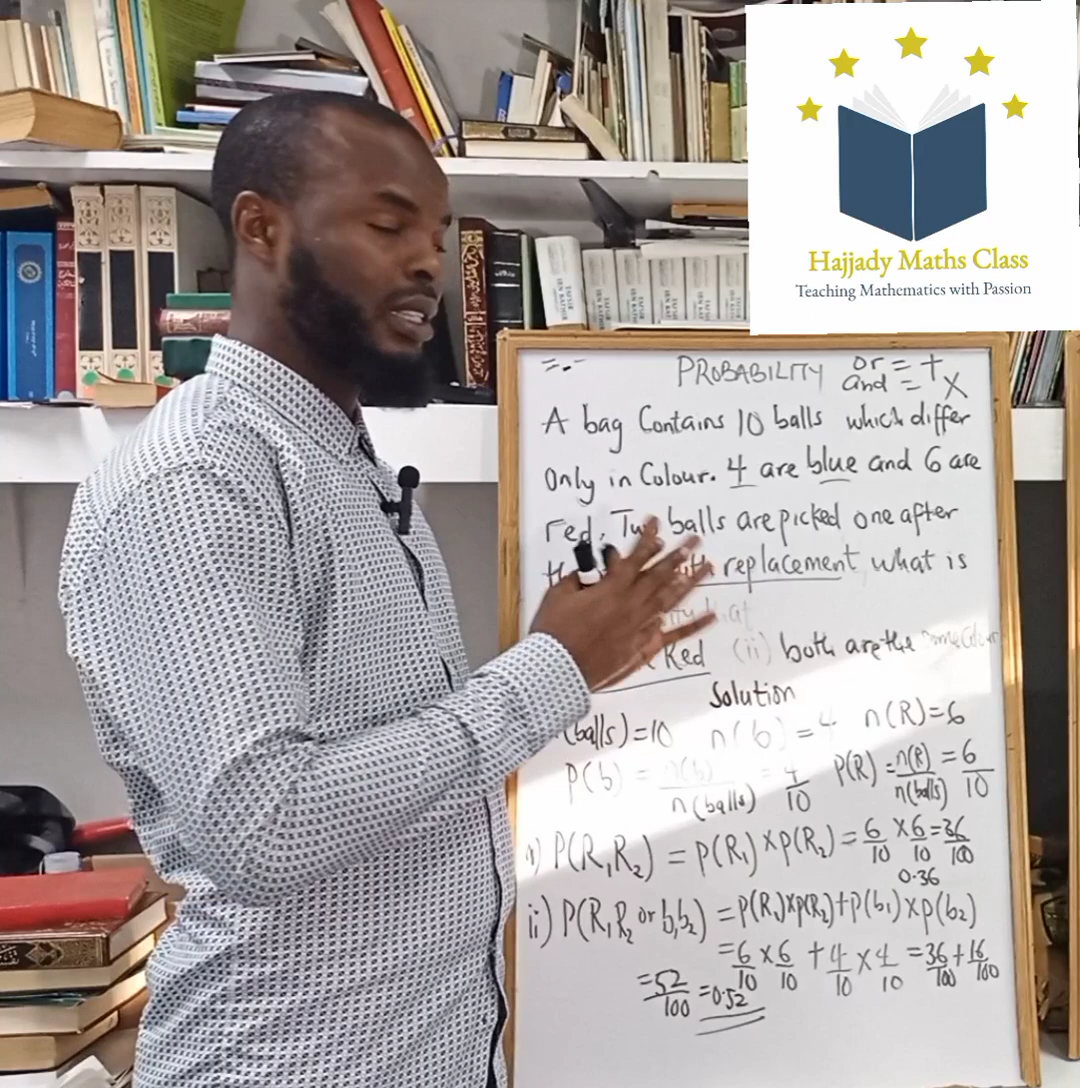 Hajjady Maths Class
Teaching Mathematics with Passion
PROBABILITY or = +
and = x
A bag Contains 10 balls which differ
Only in Colour. 4 are blue and 6 are
red. balls are picked one after
replacement, what is
Red (ii) both are the
Solution
(balls)=10 n(b) = 4 n(R)=6
P(b) = n(b)/n(balls) = 4/10 P(R) = n(R)/n(balls) = 6/10
P(R₁R₂) = P(R₁) x p(R₂) = 6/10 x 6/10 = 36/100
0.36
ii) P(R₁R₂ or b₁b₂) = P(R₁)xp(R₂)+p(b₁)xp(b₂)
= 6/10 x 6/10 + 4/10 x 4/10 = 36/100 + 16/100
= 52/100 = 0.52